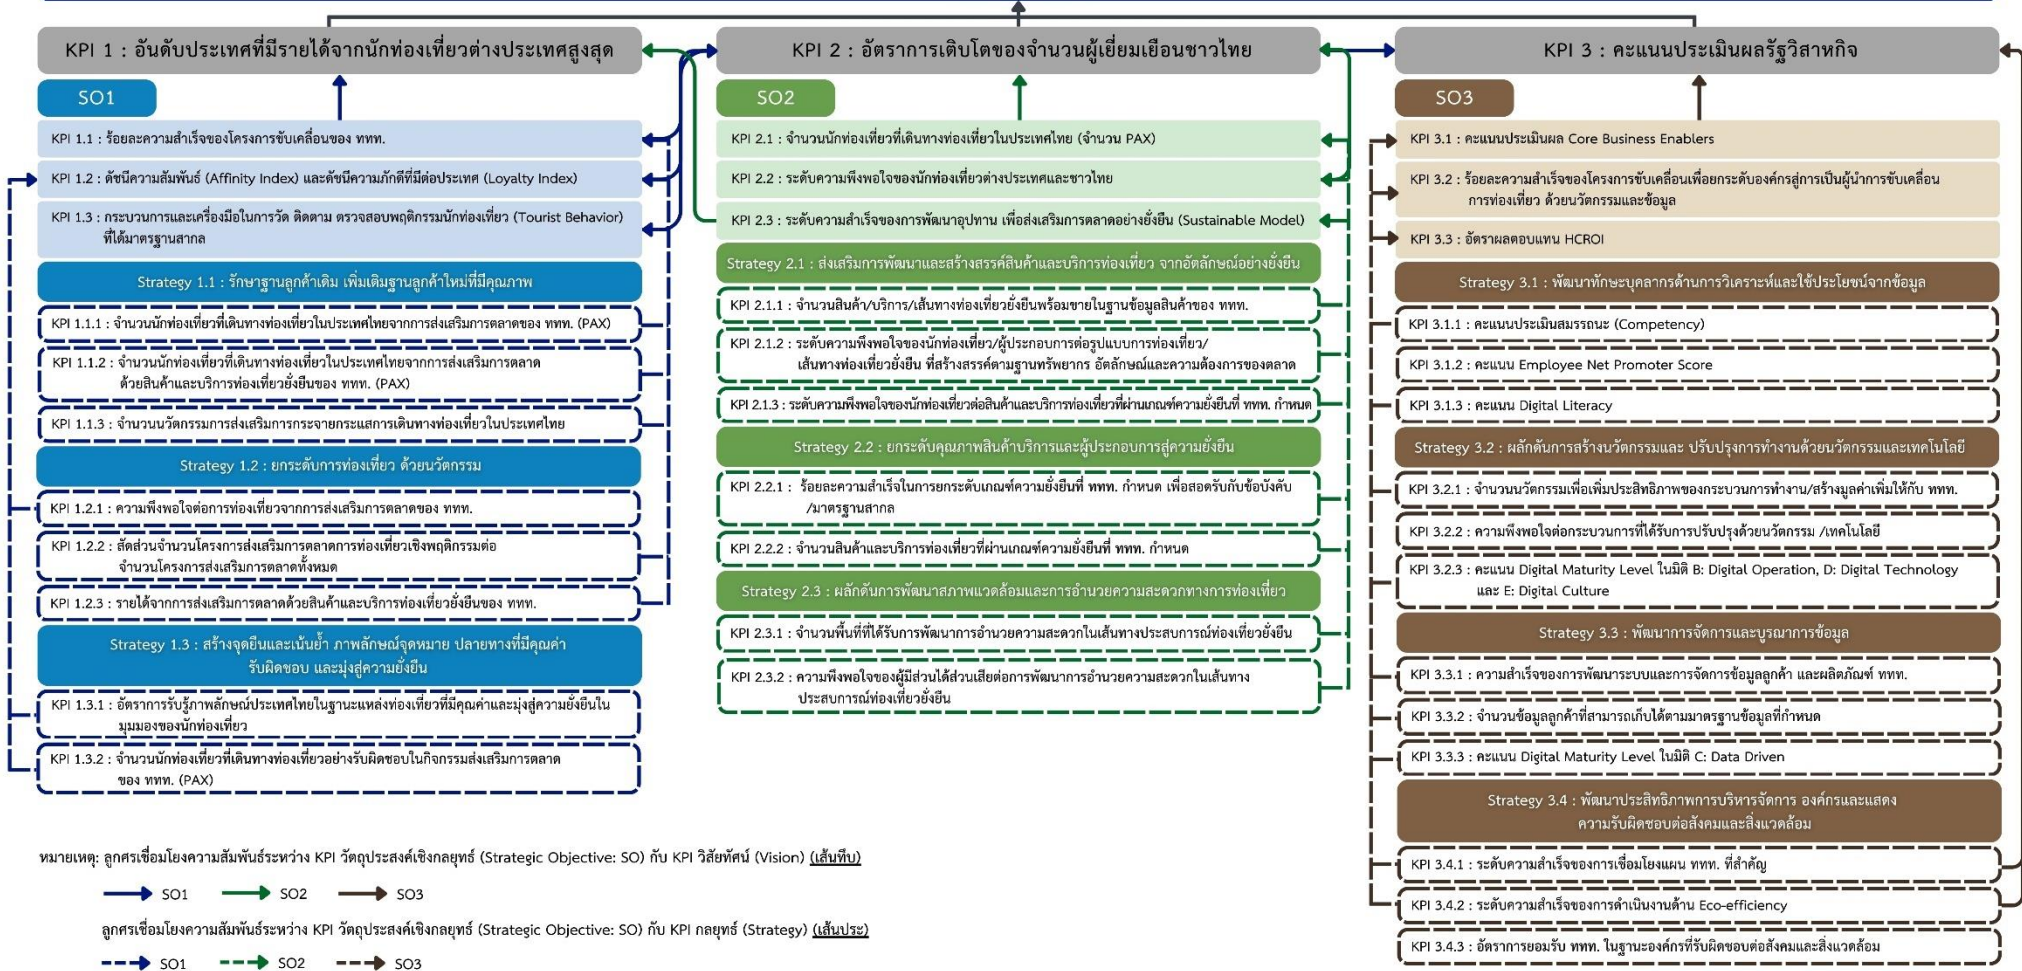 KPI 1 : อันดับประเทศที่มีรายได้จากนักท่องเที่ยวต่างประเทศสูงสุด
SO1
KPI 1.1 : ร้อยละความสำเร็จของโครงการขับเคลื่อนของ ททท.
KPI 1.2 : ดัชนีความสัมพันธ์ (Affinity Index) และดัชนีความภักดีที่มีต่อประเทศ (Loyalty Index)
KPI 1.3 : กระบวนการและเครื่องมือในการวัด ติดตาม ตรวจสอบพฤติกรรมนักท่องเที่ยว (Tourist Behavior)
ที่ได้มาตรฐานสากล
Strategy 1.1 : รักษาฐานลูกค้าเดิม เพิ่มเติมฐานลูกค้าใหม่ที่มีคุณภาพ
KPI 1.1.1 : จำนวนนักท่องเที่ยวที่เดินทางท่องเที่ยวในประเทศไทยจากการส่งเสริมการตลาดของ ททท. (PAX)
KPI 1.1.2 : จำนวนนักท่องเที่ยวที่เดินทางท่องเที่ยวในประเทศไทยจากการส่งเสริมการตลาด
ด้วยสินค้าและบริการท่องเที่ยวยั่งยืนของ ททท. (PAX)
KPI 1.1.3 : จำนวนนวัตกรรมการส่งเสริมการกระจายกระแสการเดินทางท่องเที่ยวในประเทศไทย
Strategy 1.2 : ยกระดับการท่องเที่ยว ด้วยนวัตกรรม
KPI 1.2.1 : ความพึงพอใจต่อการท่องเที่ยวจากการส่งเสริมการตลาดของ ททท.
KPI 1.2.2 : สัดส่วนจำนวนโครงการส่งเสริมการตลาดการท่องเที่ยวเชิงพฤติกรรมต่อ
จำนวนโครงการส่งเสริมการตลาดทั้งหมด
KPI 1.2.3 : รายได้จากการส่งเสริมการตลาดด้วยสินค้าและบริการท่องเที่ยวยั่งยืนของ ททท.
Strategy 1.3 : สร้างจุดยืนและเน้นย้ำ ภาพลักษณ์จุดหมาย ปลายทางที่มีคุณค่า
รับผิดชอบ และมุ่งสู่ความยั่งยืน
KPI 1.3.1 : อัตราการรับรู้ภาพลักษณ์ประเทศไทยในฐานะแหล่งท่องเที่ยวที่มีคุณค่าและมุ่งสู่ความยั่งยืนใน
มุมมองของนักท่องเที่ยว
KPI 1.3.2 : จำนวนนักท่องเที่ยวที่เดินทางท่องเที่ยวอย่างรับผิดชอบในกิจกรรมส่งเสริมการตลาด
ของ ททท. (PAX)
KPI 2 : อัตราการเติบโตของจำนวนผู้เยี่ยมเยือนชาวไทย
SO2
KPI 2.1 : จำนวนนักท่องเที่ยวที่เดินทางท่องเที่ยวในประเทศไทย (จำนวน PAX)
KPI 2.2 : ระดับความพึงพอใจของนักท่องเที่ยวต่างประเทศและชาวไทย
KPI 2.3 : ระดับความสำเร็จของการพัฒนาอุปทาน เพื่อส่งเสริมการตลาดอย่างยั่งยืน (Sustainable Model)
Strategy 2.1 : ส่งเสริมการพัฒนาและสร้างสรรค์สินค้าและบริการท่องเที่ยว จากอัตลักษณ์อย่างยั่งยืน
KPI 2.1.1 : จำนวนสินค้า/บริการ/เส้นทางท่องเที่ยวยั่งยืนพร้อมขายในฐานข้อมูลสินค้าของ ททท.
KPI 2.1.2 : ระดับความพึงพอใจของนักท่องเที่ยว/ผู้ประกอบการต่อรูปแบบการท่องเที่ยว/
เส้นทางท่องเที่ยวยั่งยืน ที่สร้างสรรค์ตามฐานทรัพยากร อัตลักษณ์และความต้องการของตลาด
KPI 2.1.3 : ระดับความพึงพอใจของนักท่องเที่ยวต่อสินค้าและบริการท่องเที่ยวที่ผ่านเกณฑ์ความยั่งยืนที่ ททท. กำหนด
Strategy 2.2 : ยกระดับคุณภาพสินค้าบริการและผู้ประกอบการสู่ความยั่งยืน
KPI 2.2.1 : ร้อยละความสำเร็จในการยกระดับเกณฑ์ความยั่งยืนที่ ททท. กำหนด เพื่อสอดรับกับข้อบังคับ
/มาตรฐานสากล
KPI 2.2.2 : จำนวนสินค้าและบริการท่องเที่ยวที่ผ่านเกณฑ์ความยั่งยืนที่ ททท. กำหนด
Strategy 2.3 : ผลักดันการพัฒนาสภาพแวดล้อมและการอำนวยความสะดวกทางการท่องเที่ยว
KPI 2.3.1 : จำนวนพื้นที่ที่ได้รับการพัฒนาการอำนวยความสะดวกในเส้นทางประสบการณ์ท่องเที่ยวยั่งยืน
KPI 2.3.2 : ความพึงพอใจของผู้มีส่วนได้ส่วนเสียต่อการพัฒนาการอำนวยความสะดวกในเส้นทาง
ประสบการณ์ท่องเที่ยวยั่งยืน
KPI 3 : คะแนนประเมินผลรัฐวิสาหกิจ
SO3
KPI 3.1 : คะแนนประเมินผล Core Business Enablers
KPI 3.2 : ร้อยละความสำเร็จของโครงการขับเคลื่อนเพื่อยกระดับองค์กรสู่การเป็นผู้นำการขับเคลื่อน
การท่องเที่ยว ด้วยนวัตกรรมและข้อมูล
KPI 3.3 : อัตราผลตอบแทน HCROI
Strategy 3.1 : พัฒนาทักษะบุคลากรด้านการวิเคราะห์และใช้ประโยชน์จากข้อมูล
KPI 3.1.1 : คะแนนประเมินสมรรถนะ (Competency)
KPI 3.1.2 : คะแนน Employee Net Promoter Score
KPI 3.1.3 : คะแนน Digital Literacy
Strategy 3.2 : ผลักดันการสร้างนวัตกรรมและ ปรับปรุงการทำงานด้วยนวัตกรรมและเทคโนโลยี
KPI 3.2.1 : จำนวนนวัตกรรมเพื่อเพิ่มประสิทธิภาพของกระบวนการทำงาน/สร้างมูลค่าเพิ่มให้กับ ททท.
KPI 3.2.2 : ความพึงพอใจต่อกระบวนการที่ได้รับการปรับปรุงด้วยนวัตกรรม /เทคโนโลยี
KPI 3.2.3 : คะแนน Digital Maturity Level ในมิติ B: Digital Operation, D: Digital Technology
และ E: Digital Culture
Strategy 3.3 : พัฒนาการจัดการและบูรณาการข้อมูล
KPI 3.3.1 : ความสำเร็จของการพัฒนาระบบและการจัดการข้อมูลลูกค้า และผลิตภัณฑ์ ททท.
KPI 3.3.2 : จำนวนข้อมูลลูกค้าที่สามารถเก็บได้ตามมาตรฐานข้อมูลที่กำหนด
KPI 3.3.3 : คะแนน Digital Maturity Level ในมิติ C: Data Driven
Strategy 3.4 : พัฒนาประสิทธิภาพการบริหารจัดการ องค์กรและแสดง
ความรับผิดชอบต่อสังคมและสิ่งแวดล้อม
KPI 3.4.1 : ระดับความสำเร็จของการเชื่อมโยงแผน ททท. ที่สำคัญ
KPI 3.4.2 : ระดับความสำเร็จของการดำเนินงานด้าน Eco-efficiency
KPI 3.4.3 : อัตราการยอมรับ ททท. ในฐานะองค์กรที่รับผิดชอบต่อสังคมและสิ่งแวดล้อม
หมายเหตุ: ลูกศรเชื่อมโยงความสัมพันธ์ระหว่าง KPI วัตถุประสงค์เชิงกลยุทธ์ (Strategic Objective: SO) กับ KPI วิสัยทัศน์ (Vision) (เส้นทึบ)
SO1 SO2 SO3
ลูกศรเชื่อมโยงความสัมพันธ์ระหว่าง KPI วัตถุประสงค์เชิงกลยุทธ์ (Strategic Objective: SO) กับ KPI กลยุทธ์ (Strategy) (เส้นประ)
SO1 SO2 SO3